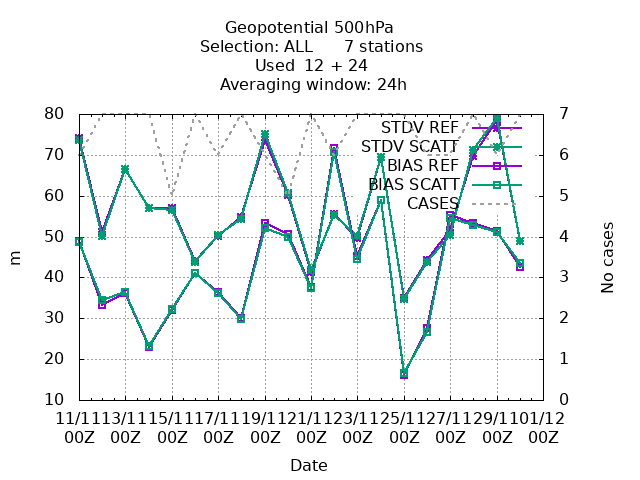 Geopotential 500hPa
Selection: ALL      7 stations
Used  12 + 24
Averaging window: 24h
80
70
60
50
40
30
20
10
m
7
6
5
4
3
2
1
0
No cases
STDV REF
STDV SCATT
BIAS REF
BIAS SCATT
CASES
11/11 13/11 15/11 17/11 19/11 21/11 23/11 25/11 27/11 29/11 01/12
00Z 00Z 00Z 00Z 00Z 00Z 00Z 00Z 00Z 00Z 00Z
Date